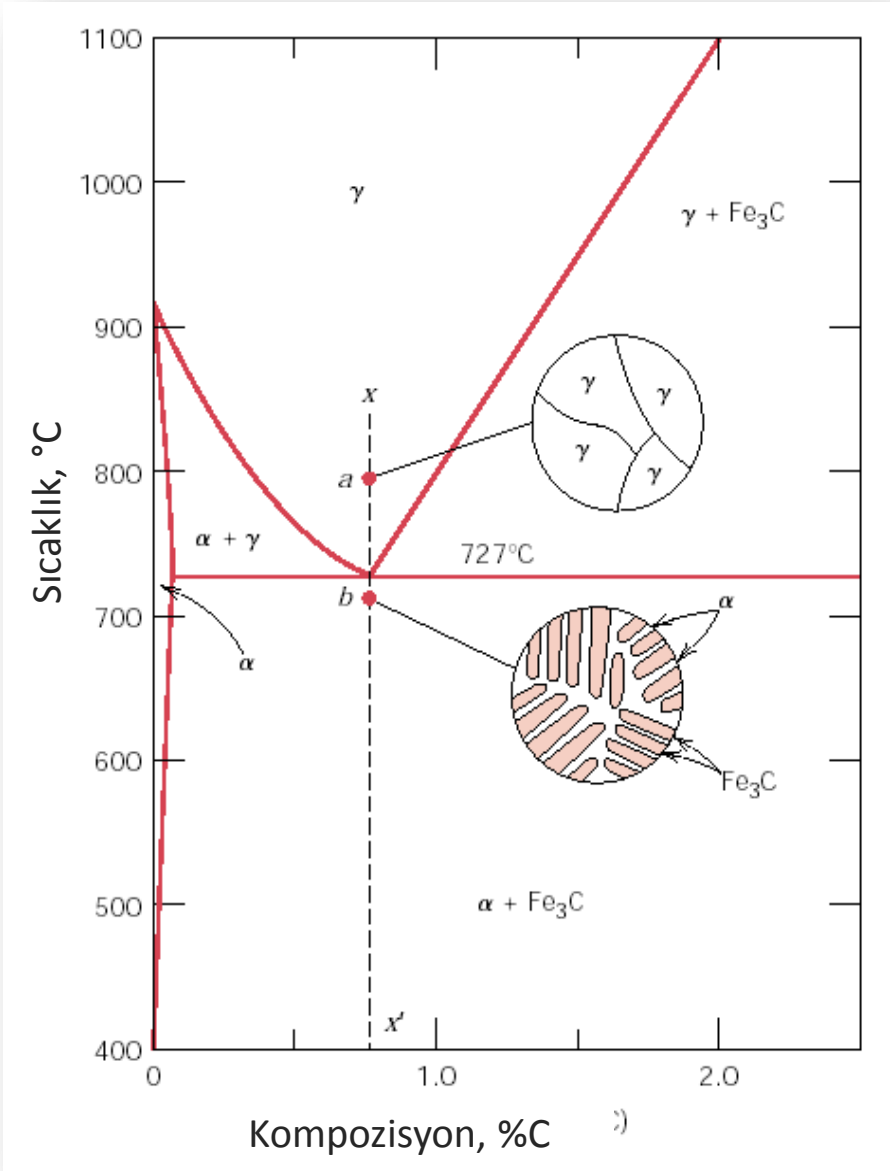 1100
1000
900
800
700
600
500
400
Sıcaklık, °C
γ
γ + Fe₃C
x
γ
γ
γ
γ
a
α + γ
727°C
b
α
α
Fe₃C
α + Fe₃C
x'
0
1.0
2.0
Kompozisyon, %C
)